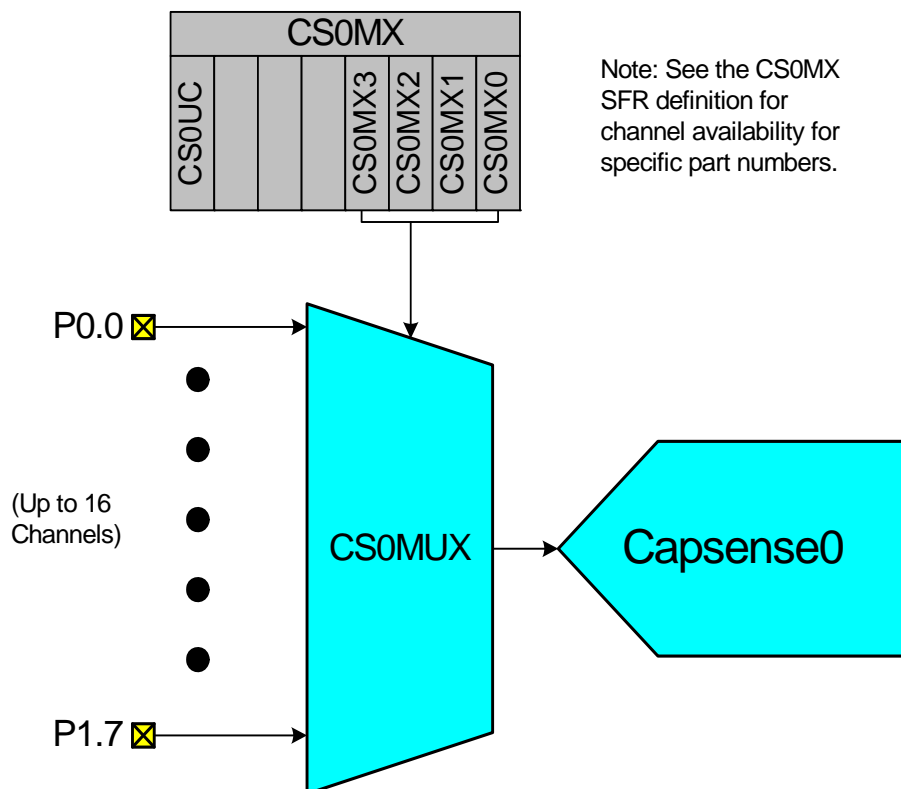 CS0MX
CS0UC
CS0MX3
CS0MX2
CS0MX1
CS0MX0
Note: See the CS0MX
SFR definition for
channel availability for
specific part numbers.
P0.0
(Up to 16
Channels)
CS0MUX
Capsense0
P1.7